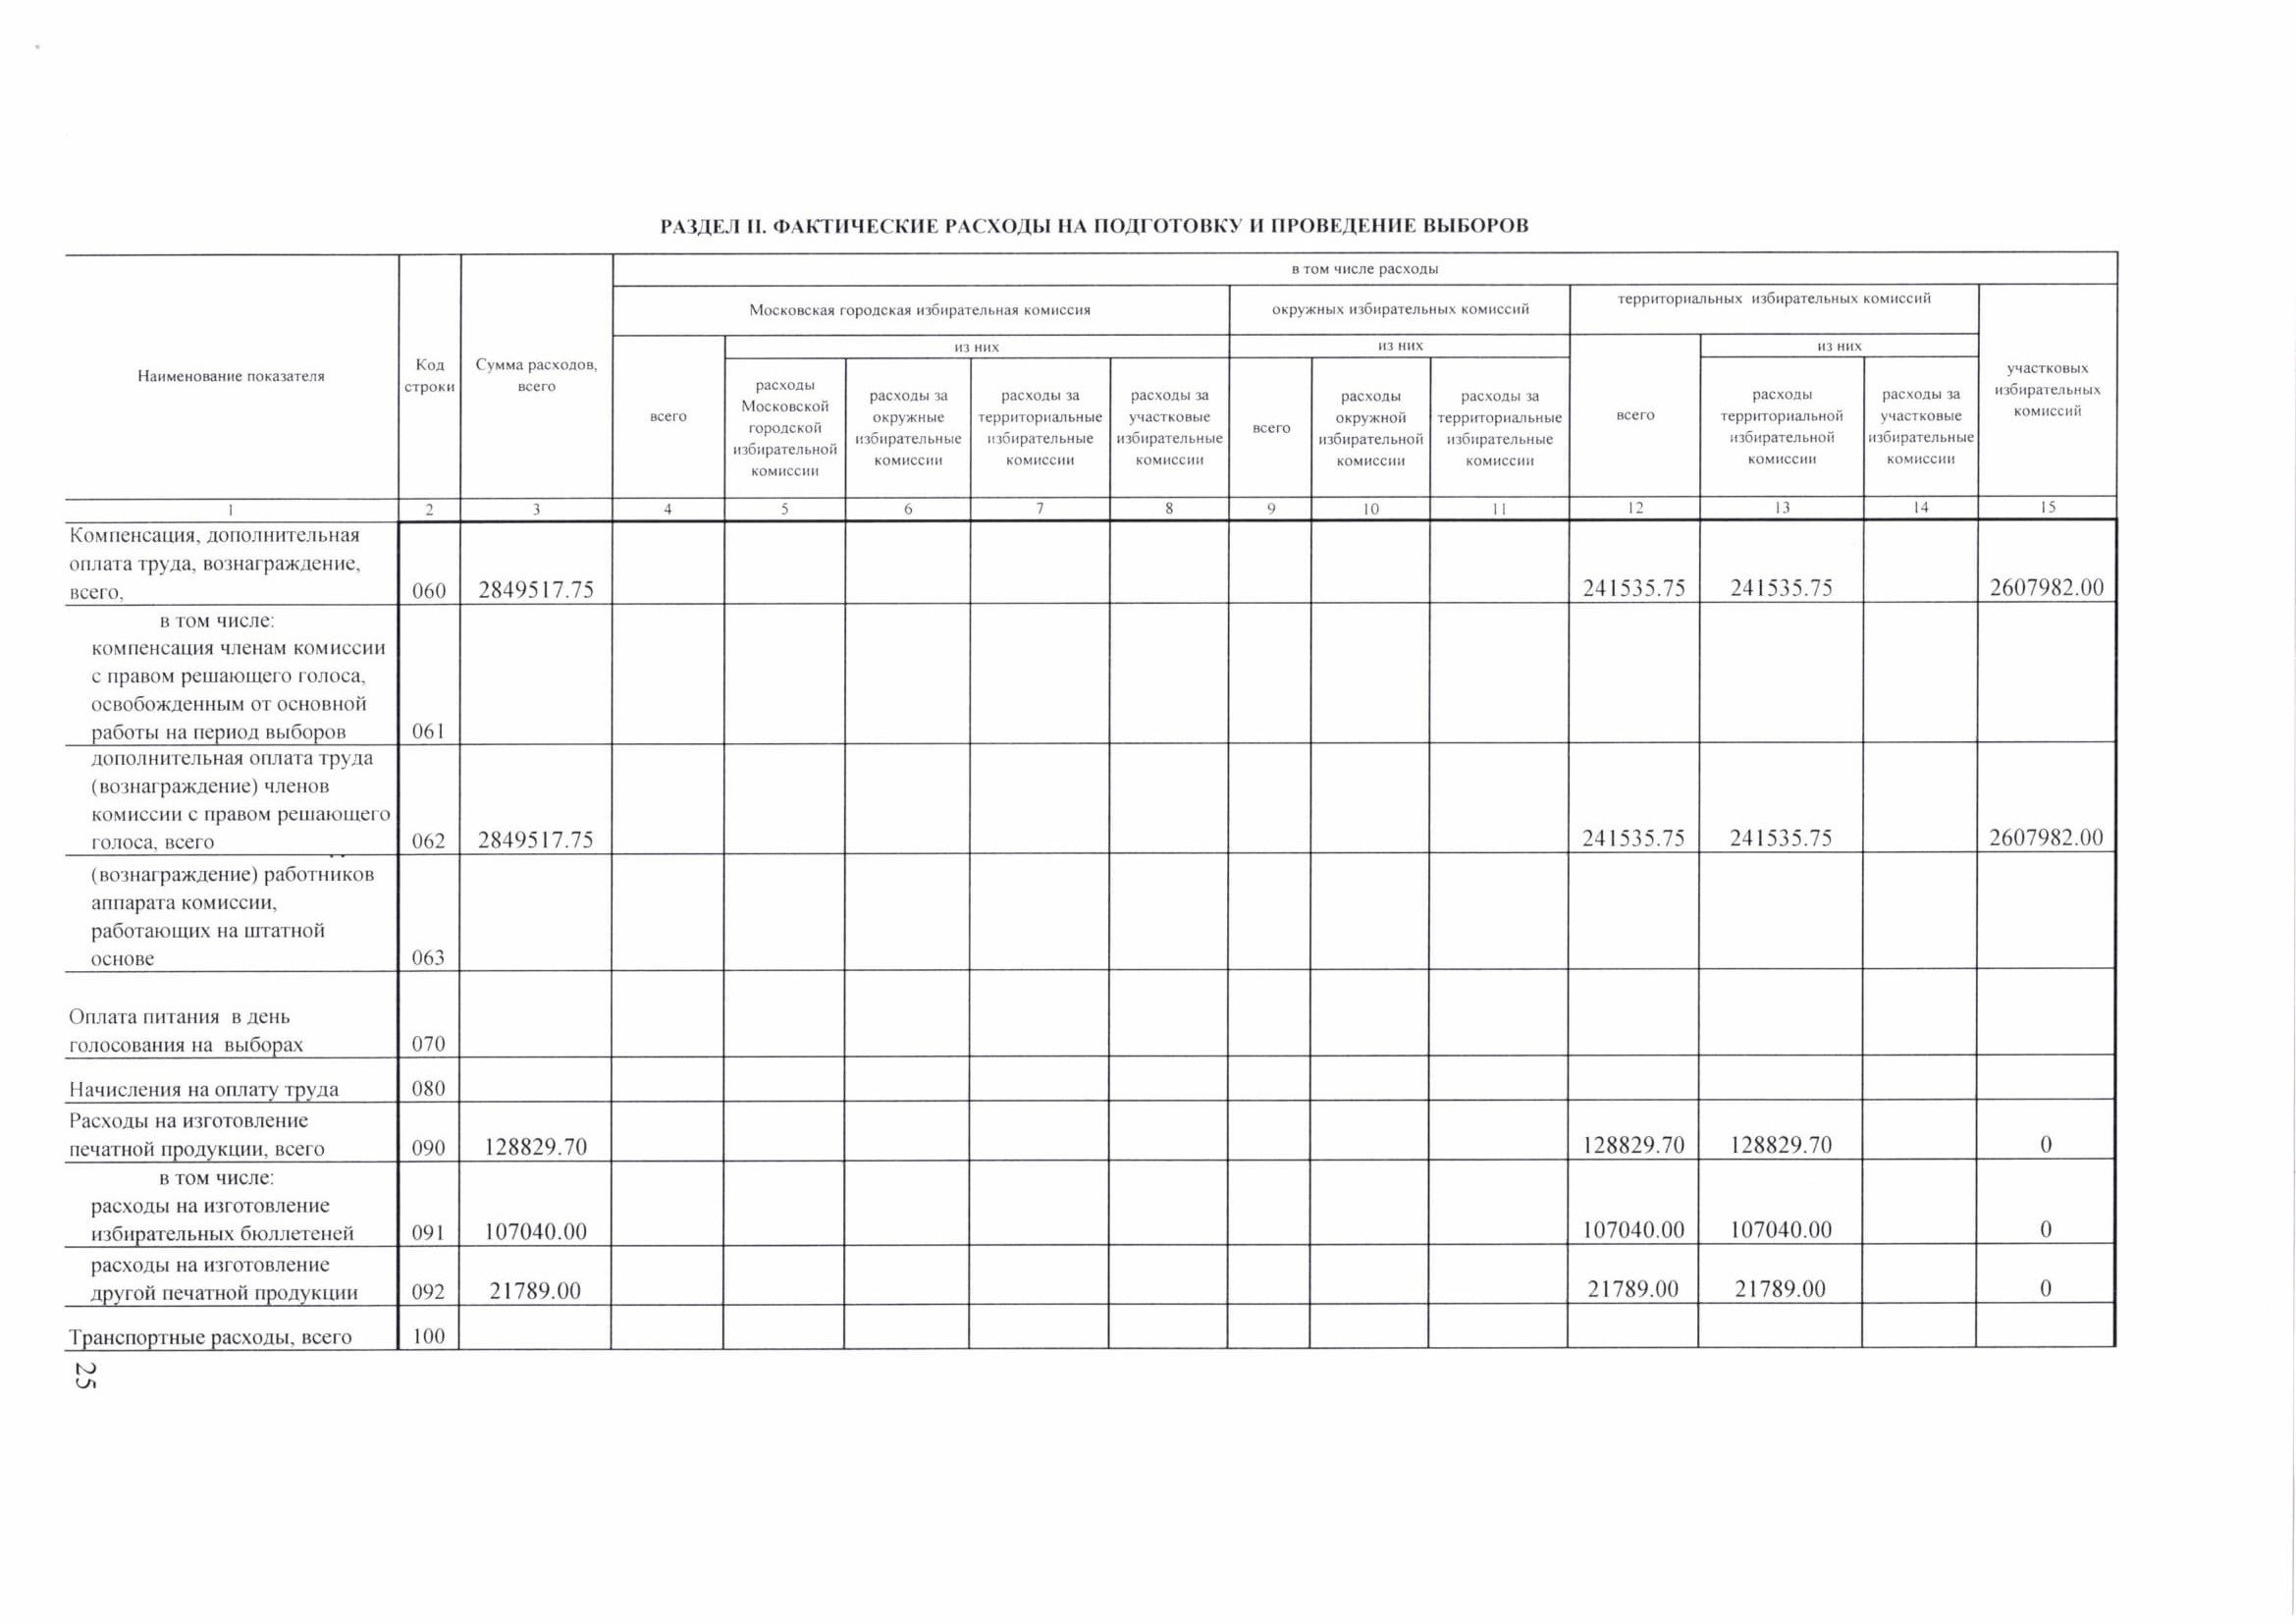 РАЗДЕЛ II. ФАКТИЧЕСКИЕ РАСХОДЫ НА ПОДГОТОВКУ И ПРОВЕДЕНИЕ ВЫБОРОВ
Наименование показателя
Код
строки
Сумма расходов,
всего
в том числе расходы
Московская городская избирательная комиссия
окружных избирательных комиссий
территориальных избирательных комиссий
участковых
избирательных
комиссий
всего
из них
расходы
Московской
городской
избирательной
комиссии
расходы за
окружные
избирательные
комиссии
расходы за
территориальные
избирательные
комиссии
расходы за
участковые
избирательные
комиссии
всего
из них
расходы
окружной
избирательной
комиссии
расходы за
территориальные
избирательные
комиссии
всего
из них
расходы
территориальной
избирательной
комиссии
расходы за
участковые
избирательные
комиссии
1 2 3 4 5 6 7 8 9 10 11 12 13 14 15
Компенсация, дополнительная
оплата труда, вознаграждение,
всего, 060 2849517.75 241535.75 241535.75 2607982.00
в том числе:
компенсация членам комиссии
с правом решающего голоса,
освобожденным от основной
работы на период выборов 061
дополнительная оплата труда
(вознаграждение) членов
комиссии с правом решающего
голоса, всего 062 2849517.75 241535.75 241535.75 2607982.00
(вознаграждение) работников
аппарата комиссии,
работающих на штатной
основе 063
Оплата питания в день
голосования на выборах 070
Начисления на оплату труда 080
Расходы на изготовление
печатной продукции, всего 090 128829.70 128829.70 128829.70 0
в том числе:
расходы на изготовление
избирательных бюллетеней 091 107040.00 107040.00 107040.00 0
расходы на изготовление
другой печатной продукции 092 21789.00 21789.00 21789.00 0
Транспортные расходы, всего 100
25